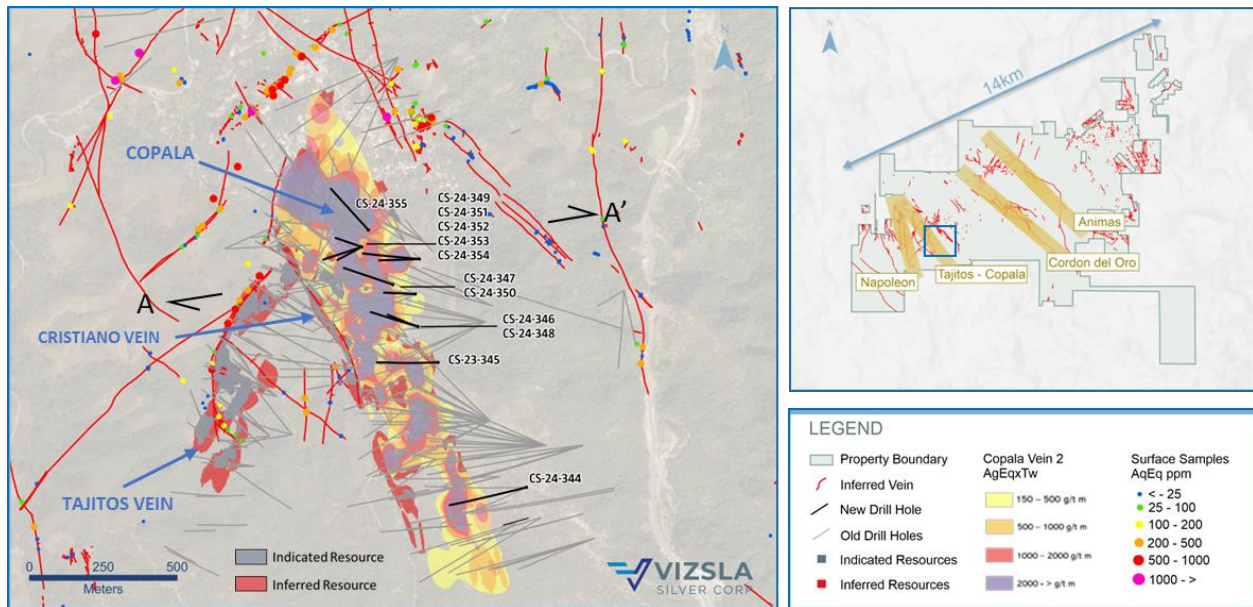 COPALA
CS-24-355
CS-24-349
CS-24-351
CS-24-352
CS-24-353
CS-24-354
A'
CS-24-347
CS-24-350
A
CRISTIANO VEIN
CS-24-346
CS-24-348
CS-23-345
CS-24-344
TAJITOS VEIN
Indicated Resource
Inferred Resource
0 250 500
Meters
VIZSLA
SILVER CORP
N
N
14km
Animas
Cordon del Oro
Tajitos - Copala
Napoleon
LEGEND
Property Boundary
Inferred Vein
New Drill Hole
Old Drill Holes
Indicated Resources
Inferred Resources
Copala Vein 2
AgEqxTw
150 – 500 g/t m
500 – 1000 g/t m
1000 – 2000 g/t m
2000 - > g/t m
Surface Samples
AqEq ppm
< - 25
25 - 100
100 - 200
200 - 500
500 - 1000
1000 - >